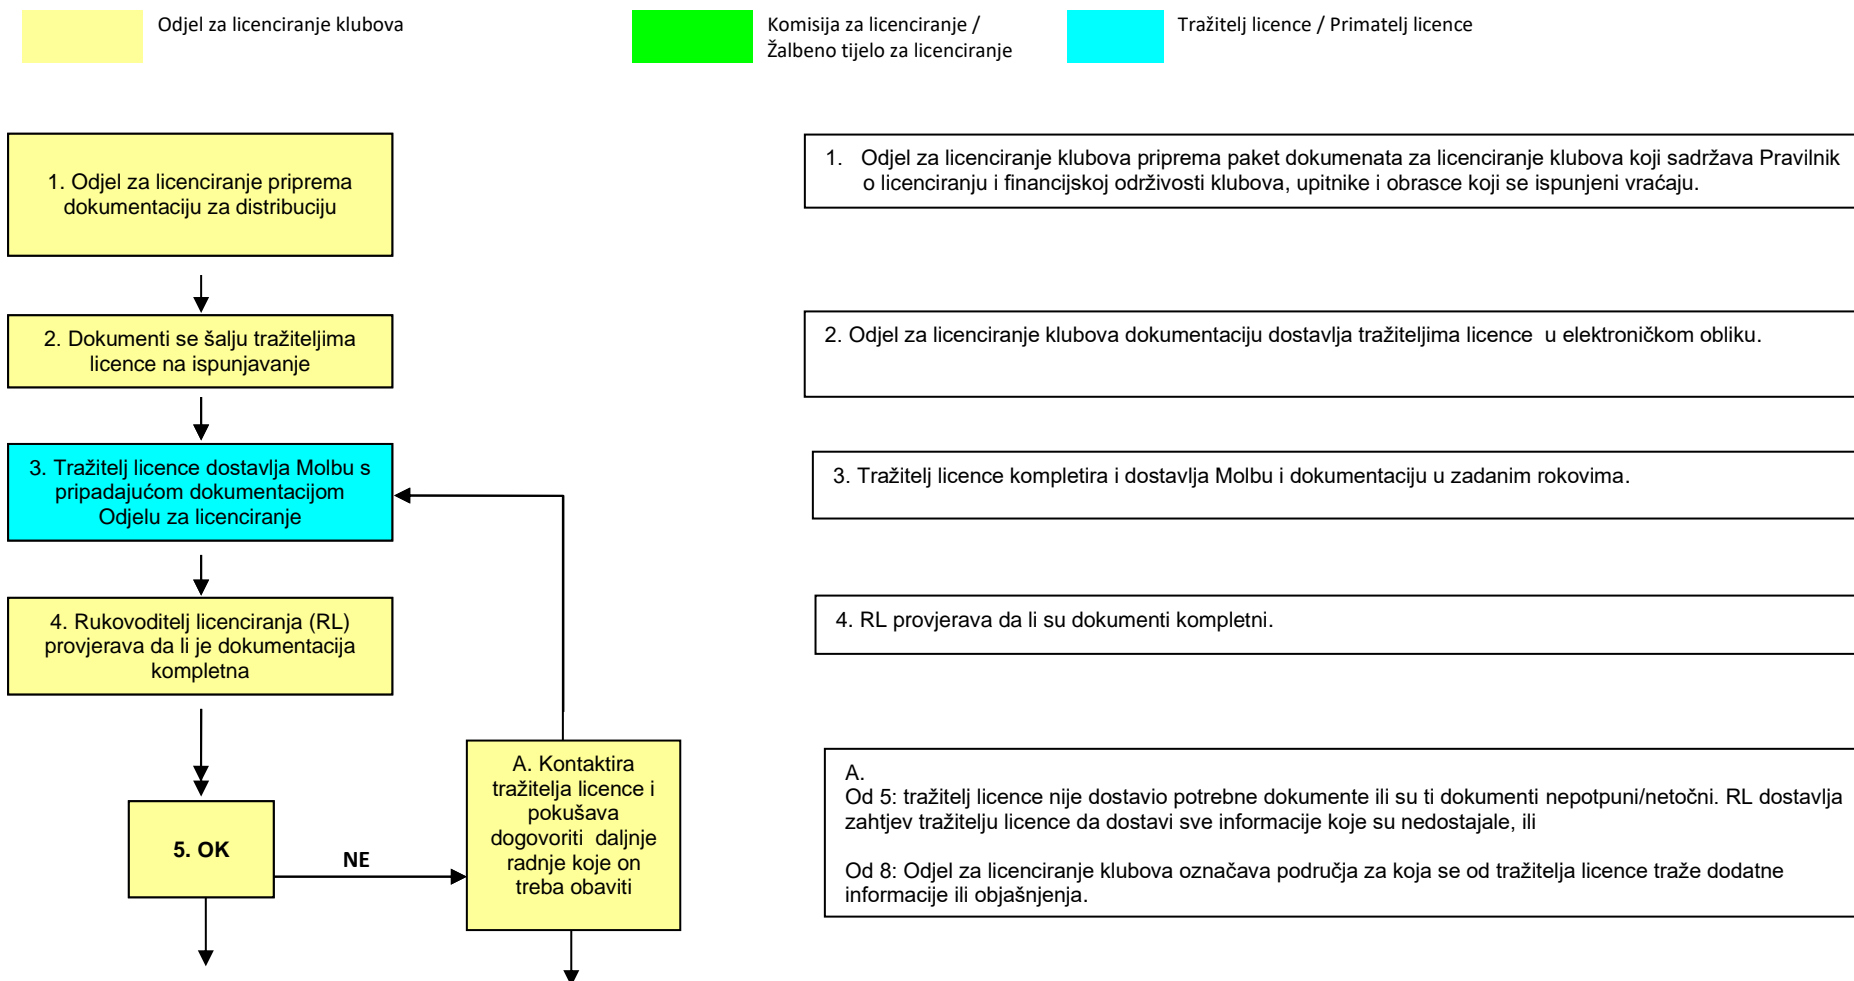 Odjel za licenciranje klubova
Komisija za licenciranje /
Žalbeno tijelo za licenciranje
Tražitelj licence / Primatelj licence
1. Odjel za licenciranje priprema
dokumentaciju za distribuciju
1. Odjel za licenciranje klubova priprema paket dokumenata za licenciranje klubova koji sadržava Pravilnik
o licenciranju i financijskoj održivosti klubova, upitnike i obrasce koji se ispunjeni vraćaju.
2. Dokumenti se šalju tražiteljima
licence na ispunjavanje
2. Odjel za licenciranje klubova dokumentaciju dostavlja tražiteljima licence u elektroničkom obliku.
3. Tražitelj licence dostavlja Molbu s
pripadajućom dokumentacijom
Odjelu za licenciranje
3. Tražitelj licence kompletira i dostavlja Molbu i dokumentaciju u zadanim rokovima.
4. Rukovoditelj licenciranja (RL)
provjerava da li je dokumentacija
kompletna
4. RL provjerava da li su dokumenti kompletni.
5. OK
NE
A. Kontaktira
tražitelja licence i
pokušava
dogovoriti daljnje
radnje koje on
treba obaviti
A.
Od 5: tražitelj licence nije dostavio potrebne dokumente ili su ti dokumenti nepotpuni/netočni. RL dostavlja
zahtjev tražitelju licence da dostavi sve informacije koje su nedostajale, ili
Od 8: Odjel za licenciranje klubova označava područja za koja se od tražitelja licence traže dodatne
informacije ili objašnjenja.